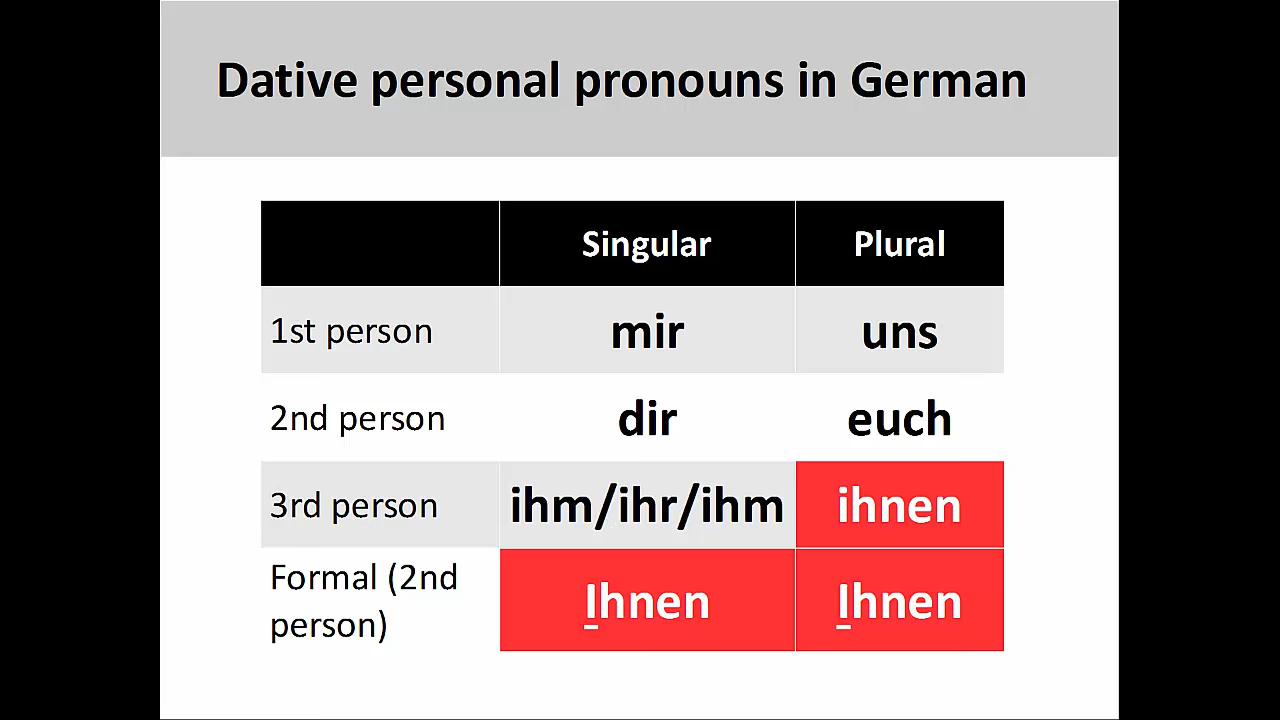 Dative personal pronouns in German
Singular Plural
1st person mir uns
2nd person dir euch
3rd person ihm/ihr/ihm ihnen
Formal (2nd
person) Ihnen Ihnen